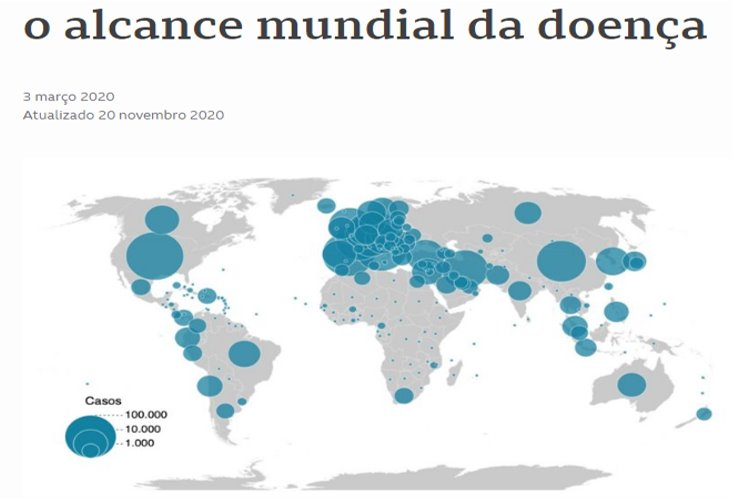 o alcance mundial da doença
3 março 2020
Atualizado 20 novembro 2020
Casos
100.000
10.000
1.000